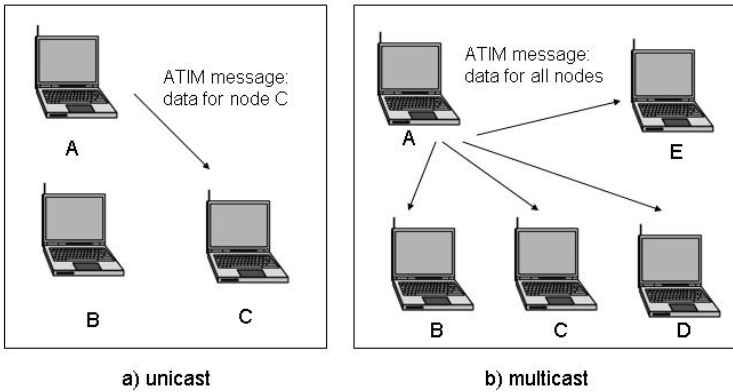 ATIM message:
data for node C
A
B
C
a) unicast
ATIM message:
data for all nodes
A
E
B
C
D
b) multicast